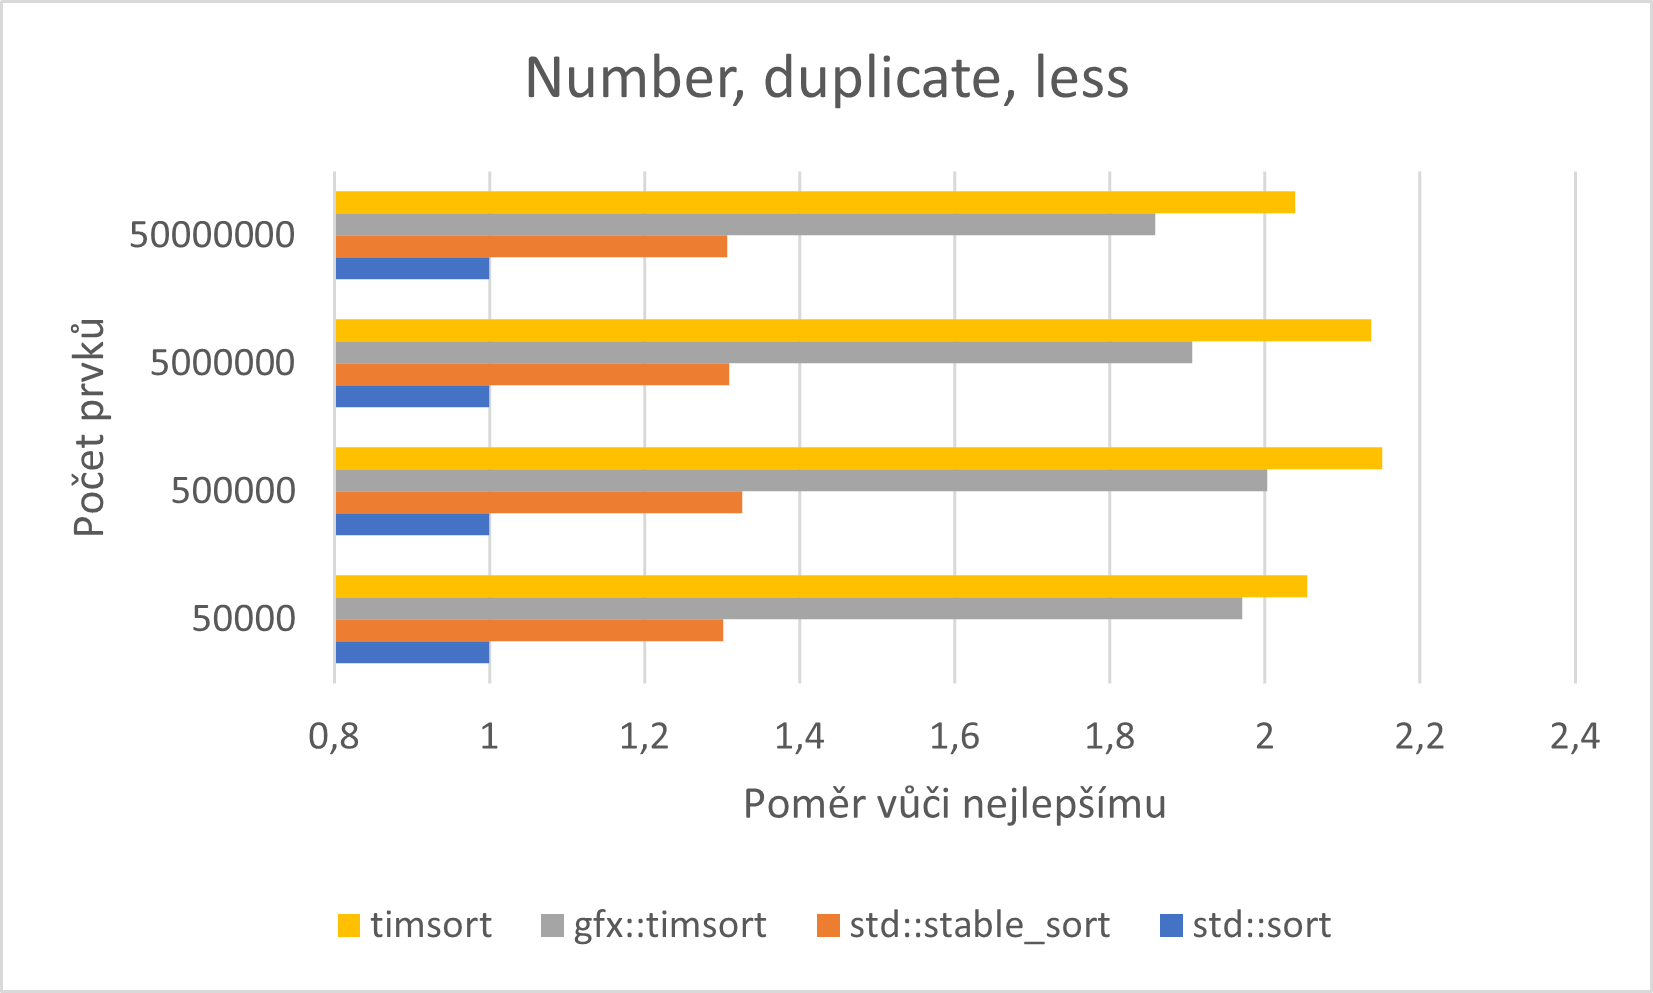 Number, duplicate, less
Počet prvků
50000000
5000000
500000
50000
0,8 1 1,2 1,4 1,6 1,8 2 2,2 2,4
Poměr vůči nejlepšímu
timsort gfx::timsort std::stable_sort std::sort